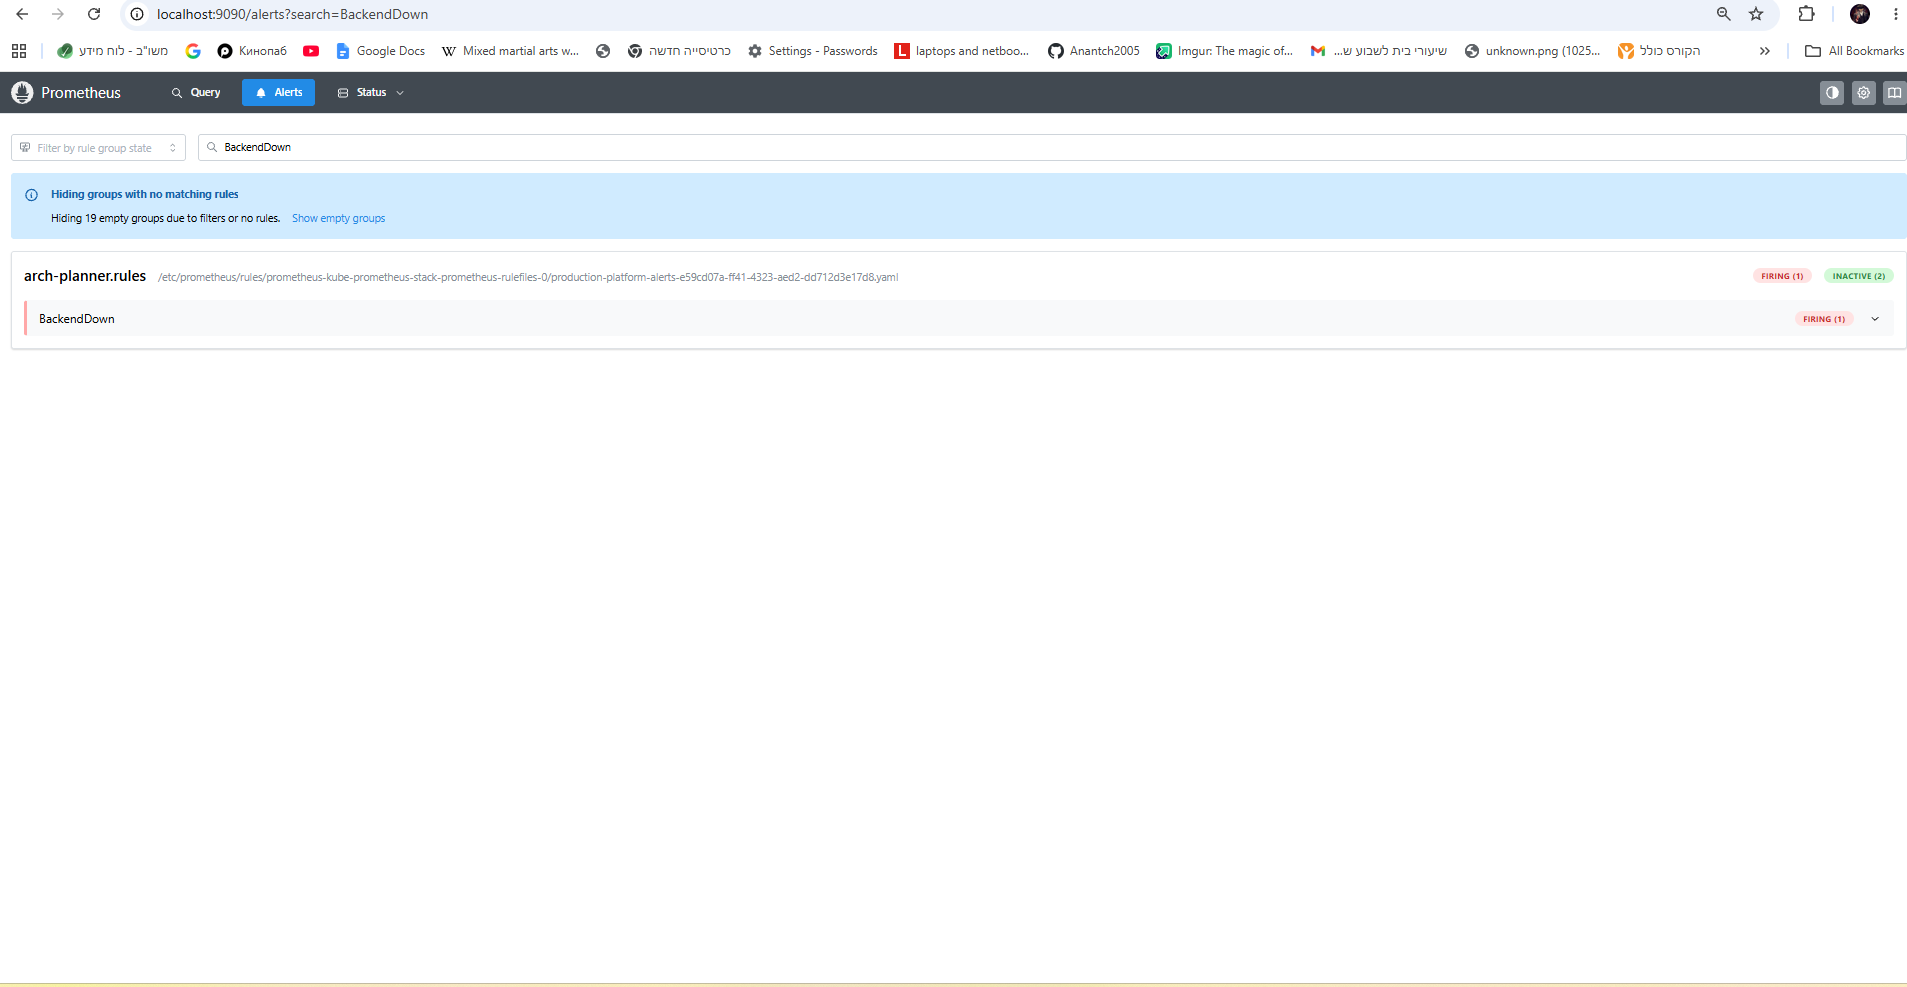 localhost:9090/alerts?search=BackendDown
משו"ב - לוח מידע Кинопаб Google Docs Mixed martial arts w... כרטיסייה חדשה Settings - Passwords laptops and netboo... Anantch2005 Imgur: The magic of... שיעורי בית לשבוע ש... unknown.png (1025... הקורס כולל » All Bookmarks
Prometheus Query Alerts Status
Filter by rule group state BackendDown
Hiding groups with no matching rules
Hiding 19 empty groups due to filters or no rules. Show empty groups
arch-planner.rules /etc/prometheus/rules/prometheus-kube-prometheus-stack-prometheus-rulefiles-0/production-platform-alerts-e59cd07a-ff41-4323-aed2-dd712d3e17d8.yaml FIRING (1) INACTIVE (2)
BackendDown FIRING (1)